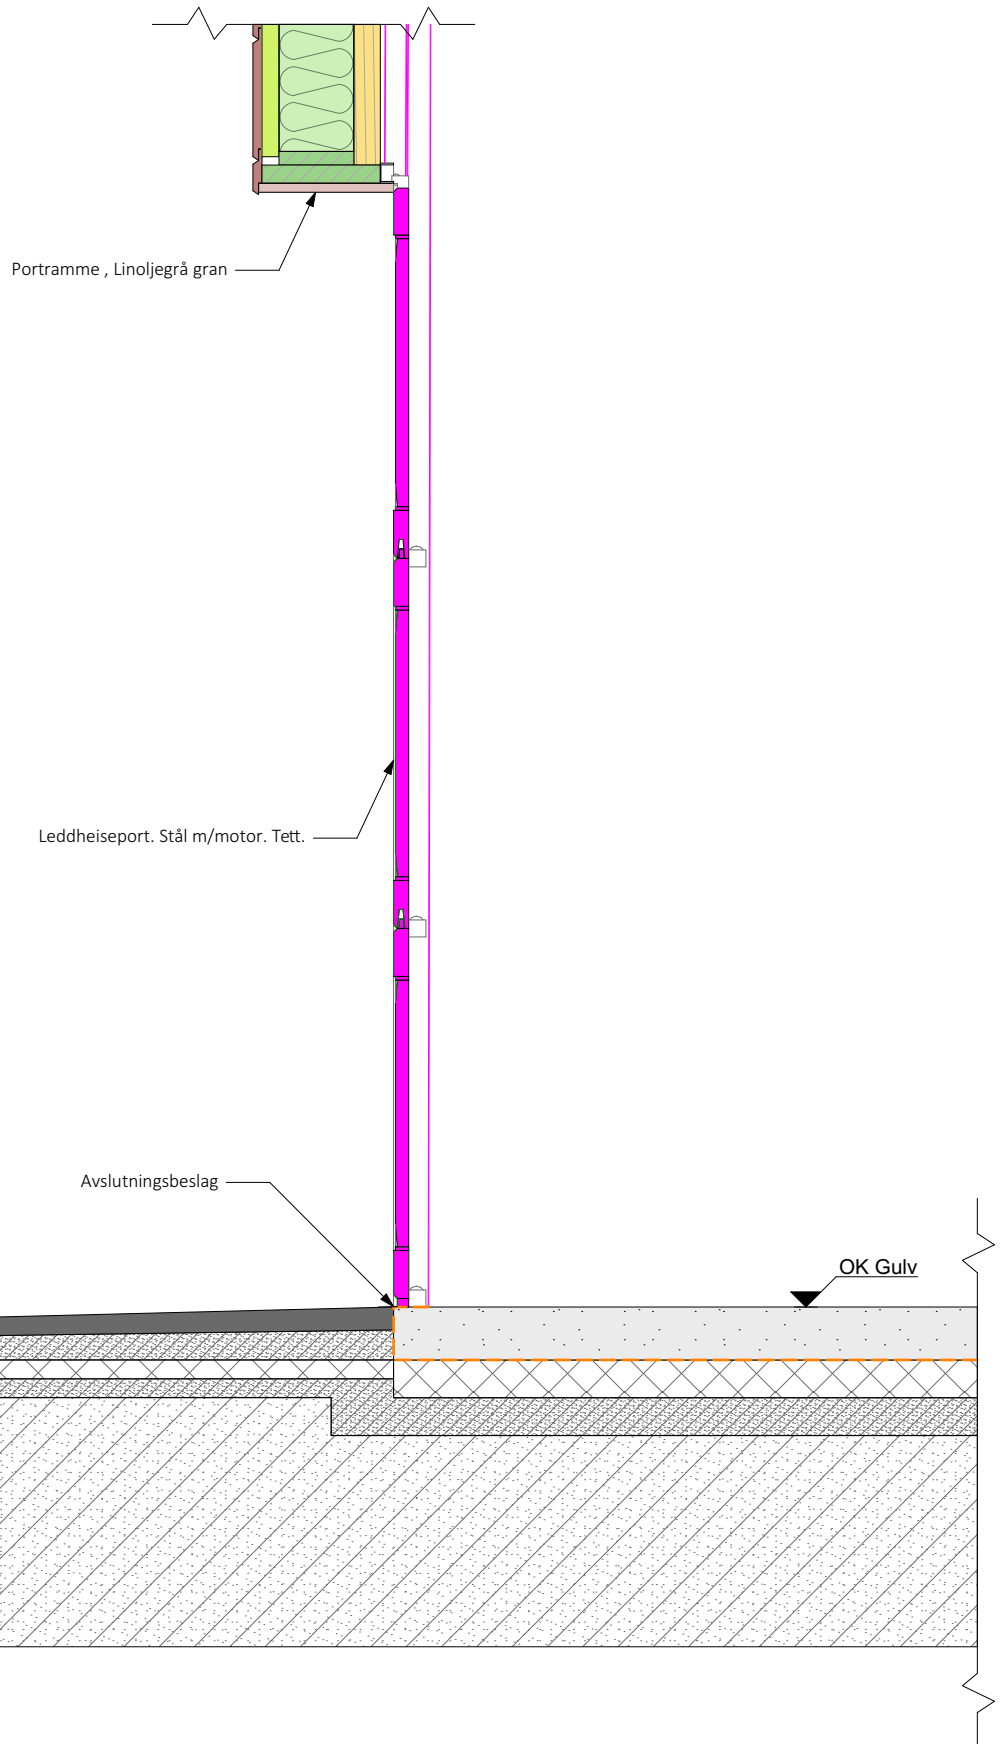 Portramme , Linoljegrå gran
Leddheiseport. Stål m/motor. Tett.
Avslutningsbeslag
OK Gulv